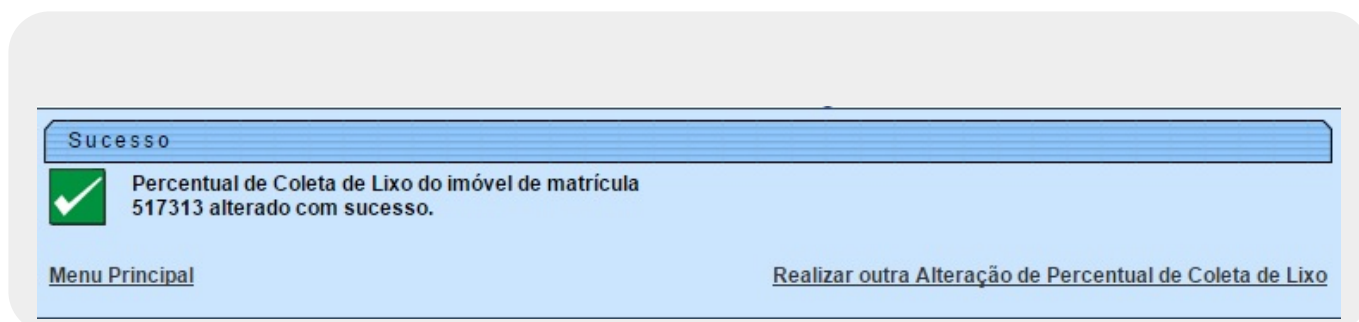 Sucesso
Percentual de Coleta de Lixo do imóvel de matrícula
517313 alterado com sucesso.
Menu Principal
Realizar outra Alteração de Percentual de Coleta de Lixo